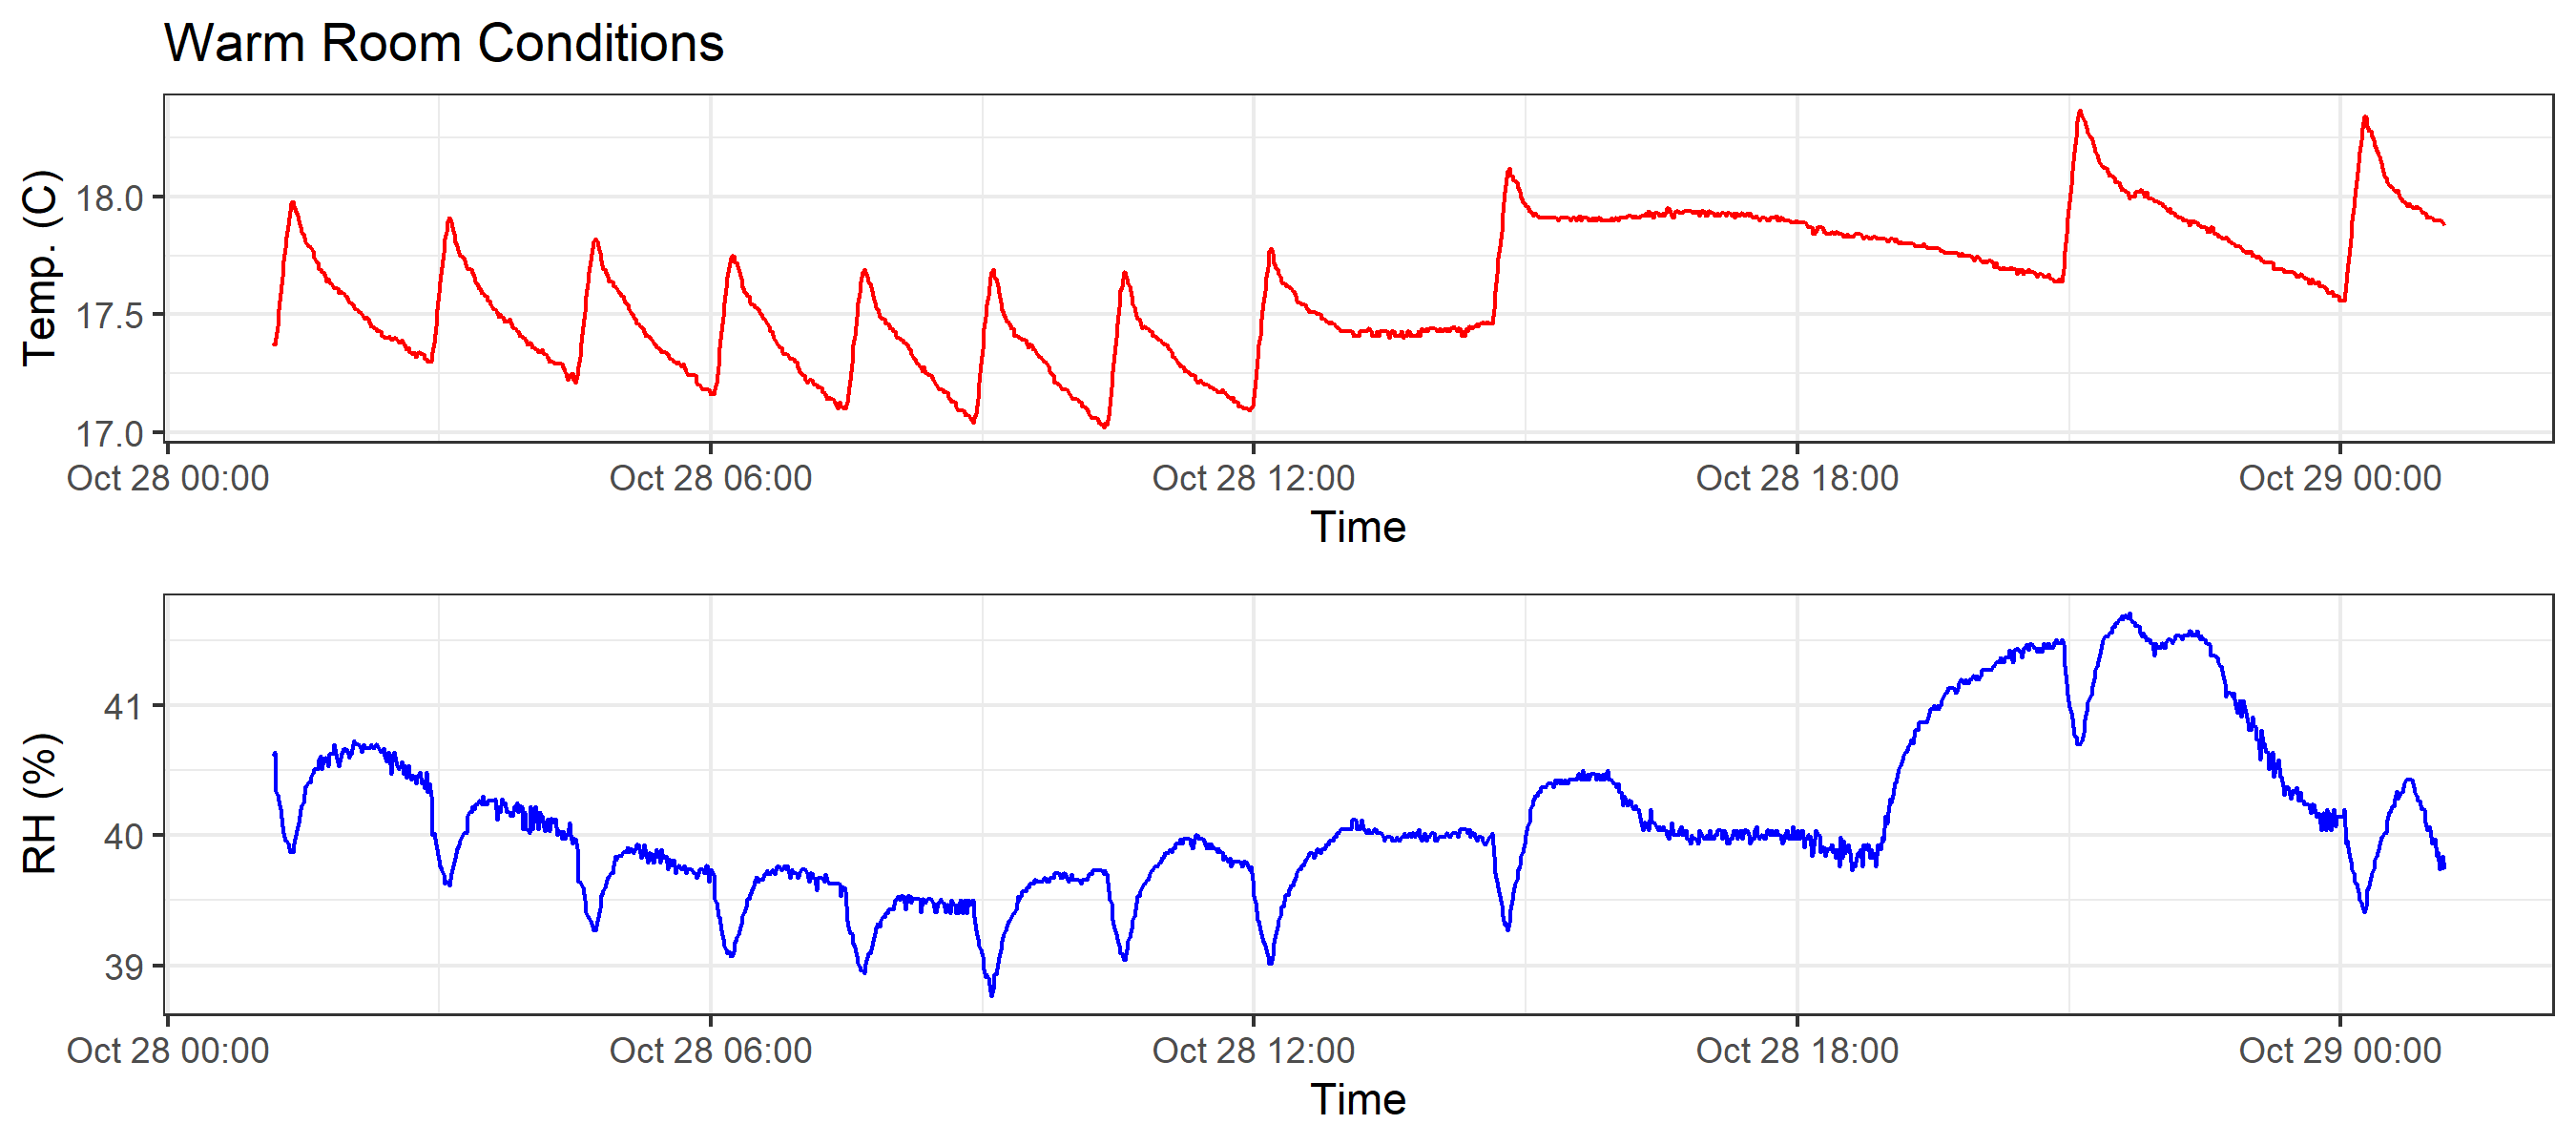 Warm Room Conditions
Temp. (C)
18.0
17.5
17.0
Oct 28 00:00 Oct 28 06:00 Oct 28 12:00 Oct 28 18:00 Oct 29 00:00
Time
RH (%)
41
40
39
Oct 28 00:00 Oct 28 06:00 Oct 28 12:00 Oct 28 18:00 Oct 29 00:00
Time